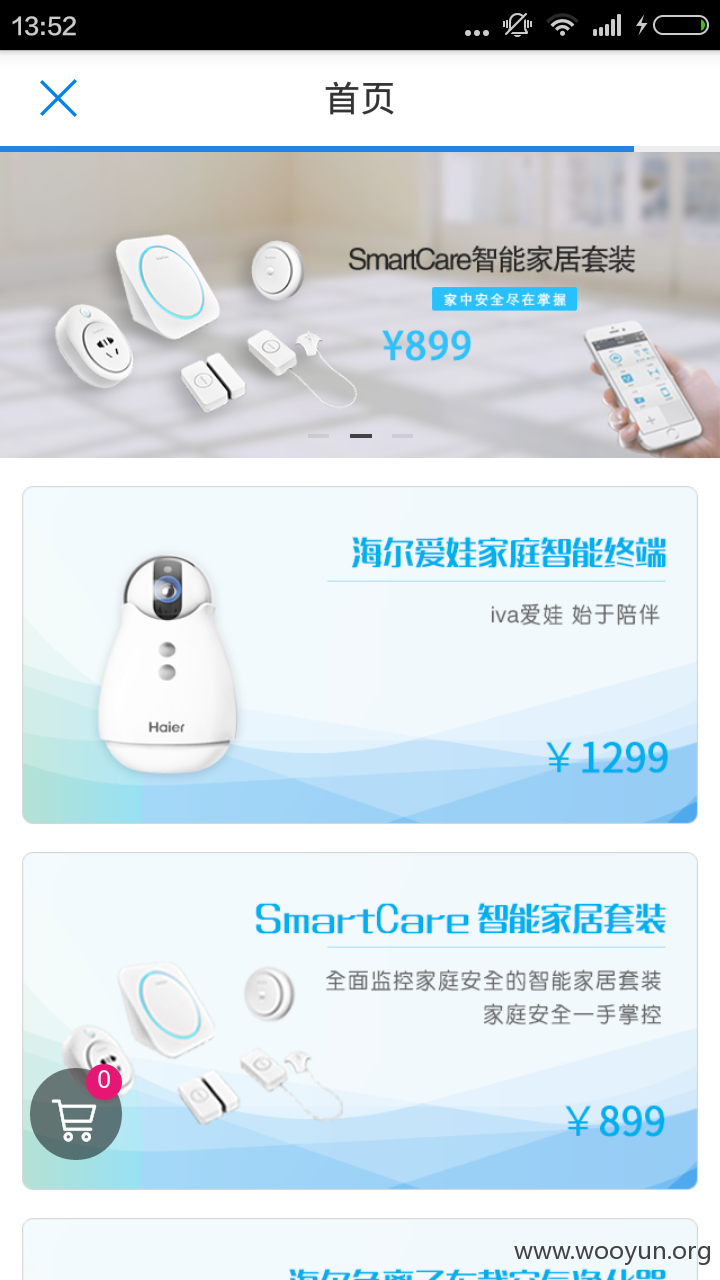 13:52
首页
SmartCare智能家居套装
家中安全尽在掌握
¥899
海尔爱娃家庭智能终端
iva爱娃 始于陪伴
Haier
¥1299
SmartCare 智能家居套装
全面监控家庭安全的智能家居套装
家庭安全一手掌控
¥899
0
www.wooyun.org